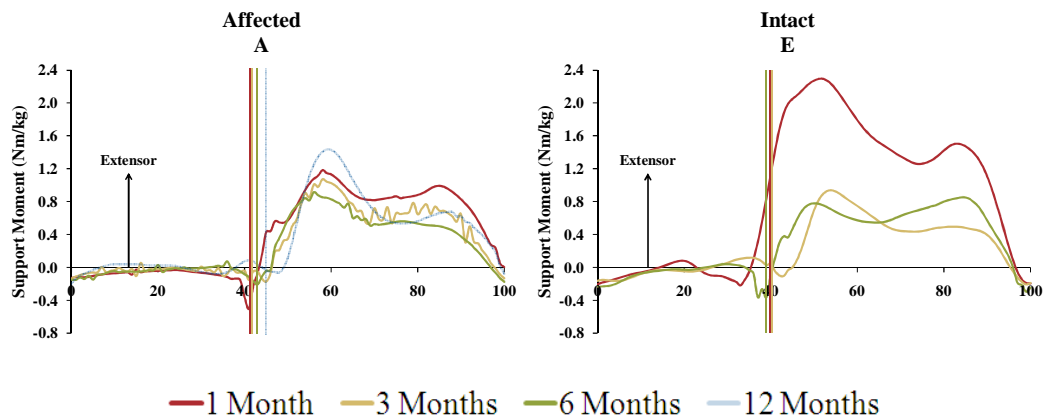 Affected
A
2.4
2.0
1.6
1.2
0.8
0.4
0.0
-0.4
-0.8
Support Moment (Nm/kg)
Extensor
0
20
40
60
80
100
Intact
E
2.4
2.0
1.6
1.2
0.8
0.4
0.0
-0.4
-0.8
Support Moment (Nm/kg)
Extensor
0
20
40
60
80
100
1 Month
3 Months
6 Months
12 Months